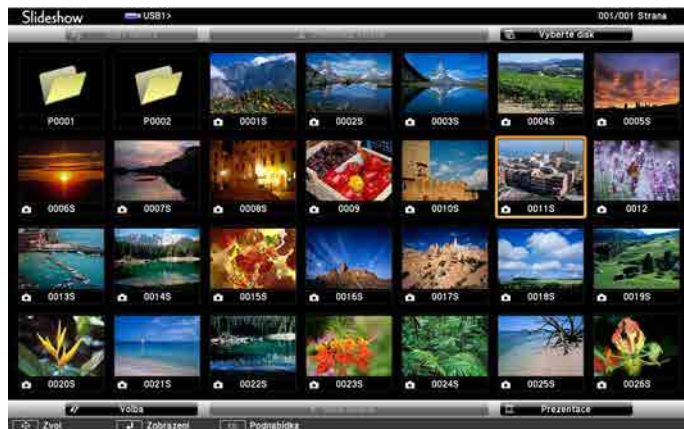 Slideshow USB1> 001/001 Strana
Vyberte disk
P0001 P0002 0001S 0002S 0003S 0004S 0005S
0006S 0007S 0008S 0009 0010S 0011S 0012
0013S 0014S 0015S 0016S 0017S 0018S 0019S
0020S 0021S 0022S 0023S 0024S 0025S 0026S
Volba Prezentace
Zvol Zobrazení Podnabídka